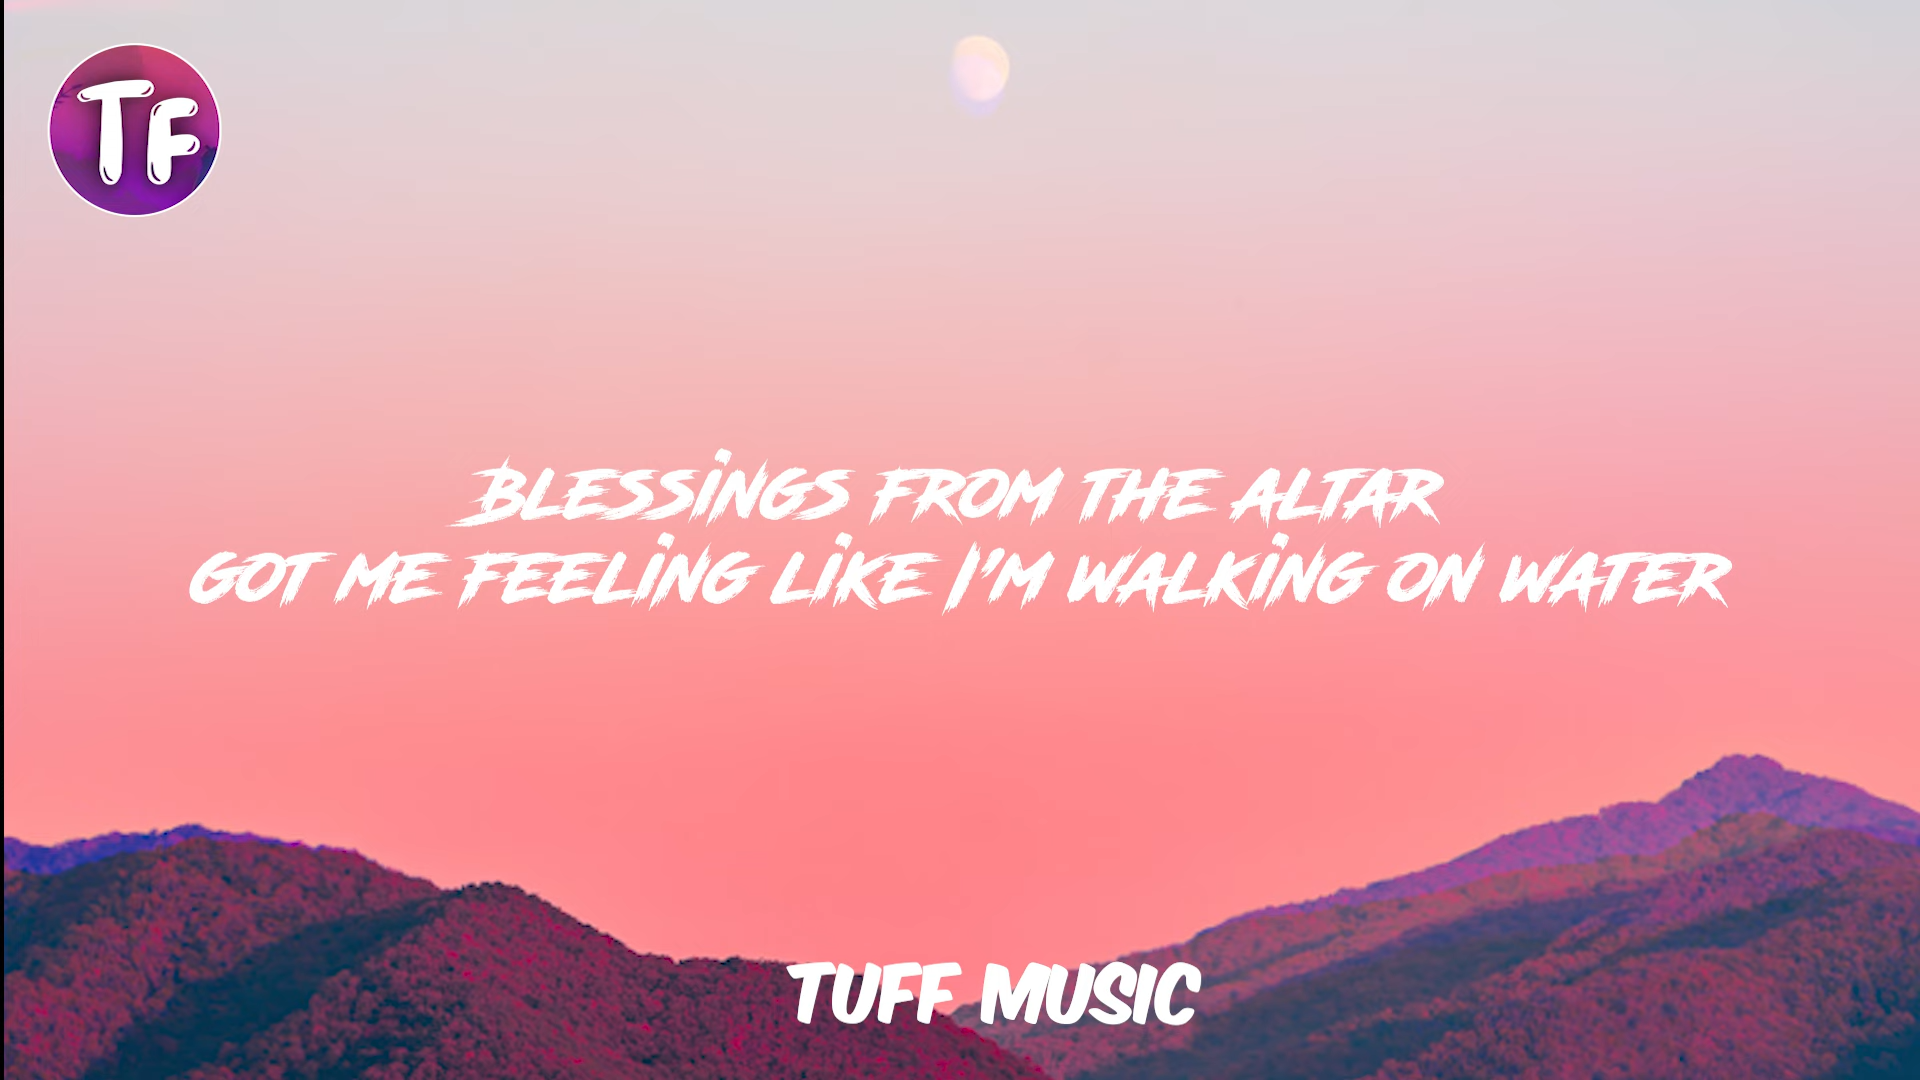 TF
BLESSINGS FROM THE ALTAR
GOT ME FEELING LIKE I'M WALKING ON WATER
TUFF MUSIC